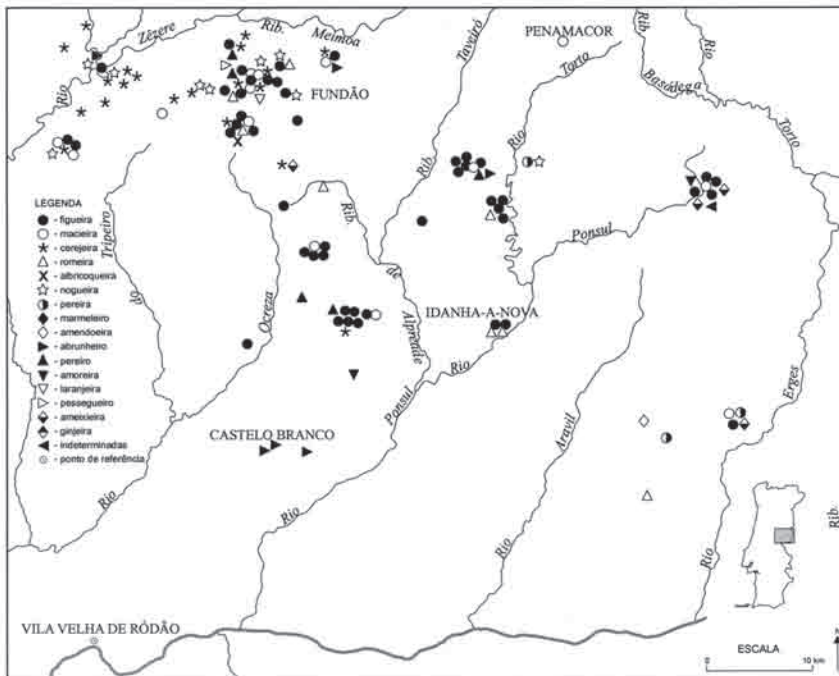 Zêzere
Rib.
Meimoa
Taveiró
PENAMACOR
Rib.
Rio
Torto
Basádega
Rio
FUNDÃO
Rio
Torto
Rib.
LEGENDA
- figueira
- macieira
- cerejeira
- romeira
- albricoqueira
- nogueira
- pereira
- marmeleiro
- amendoeira
- abrunheiro
- pereiro
- amoreira
- laranjeira
- pessegueiro
- ameixieira
- ginjeira
- indeterminadas
- ponto de referência
Tripeiro
do
Rio
Ocreza
Rib.
de
Alpreade
Ponsul
IDANHA-A-NOVA
Rio
Ponsul
Erges
Aravil
CASTELO BRANCO
Rio
Rio
Rio
Rib.
VILA VELHA DE RÓDÃO
ESCALA
0 10 km
N